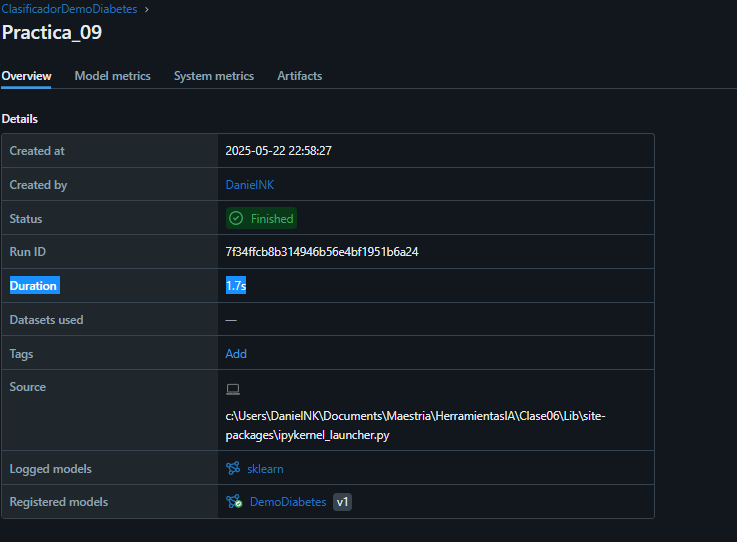 ClasificadorDemoDiabetes ›
Practica_09
Overview Model metrics System metrics Artifacts
Details
Created at 2025-05-22 22:58:27
Created by DanielNK
Status Finished
Run ID 7f34ffcb8b314946b56e4bf1951b6a24
Duration 1.7s
Datasets used —
Tags Add
Source
c:\Users\DanielNK\Documents\Maestria\HerramientasIA\Clase06\Lib\site-
packages\ipykernel_launcher.py
Logged models sklearn
Registered models DemoDiabetes v1